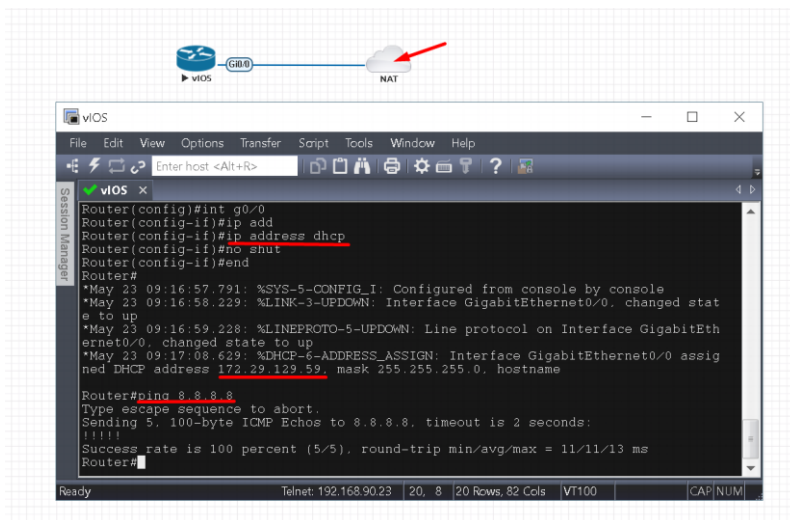 Gi0/0
vIOS
NAT
vIOS
File Edit View Options Transfer Script Tools Window Help
Enter host <Alt+R>
vIOS
Session Manager
Router(config)#int g0/0
Router(config-if)#ip add
Router(config-if)#ip address dhcp
Router(config-if)#no shut
Router(config-if)#end
Router#
*May 23 09:16:57.791: %SYS-5-CONFIG_I: Configured from console by console
*May 23 09:16:58.229: %LINK-3-UPDOWN: Interface GigabitEthernet0/0, changed stat
e to up
*May 23 09:16:59.228: %LINEPROTO-5-UPDOWN: Line protocol on Interface GigabitEth
ernet0/0, changed state to up
*May 23 09:17:08.629: %DHCP-6-ADDRESS_ASSIGN: Interface GigabitEthernet0/0 assig
ned DHCP address 172.29.129.59, mask 255.255.255.0, hostname
Router#ping 8.8.8.8
Type escape sequence to abort.
Sending 5, 100-byte ICMP Echos to 8.8.8.8, timeout is 2 seconds:
!!!!!
Success rate is 100 percent (5/5), round-trip min/avg/max = 11/11/13 ms
Router#
Ready Telnet: 192.168.90.23 20, 8 20 Rows, 82 Cols VT100 CAP NUM